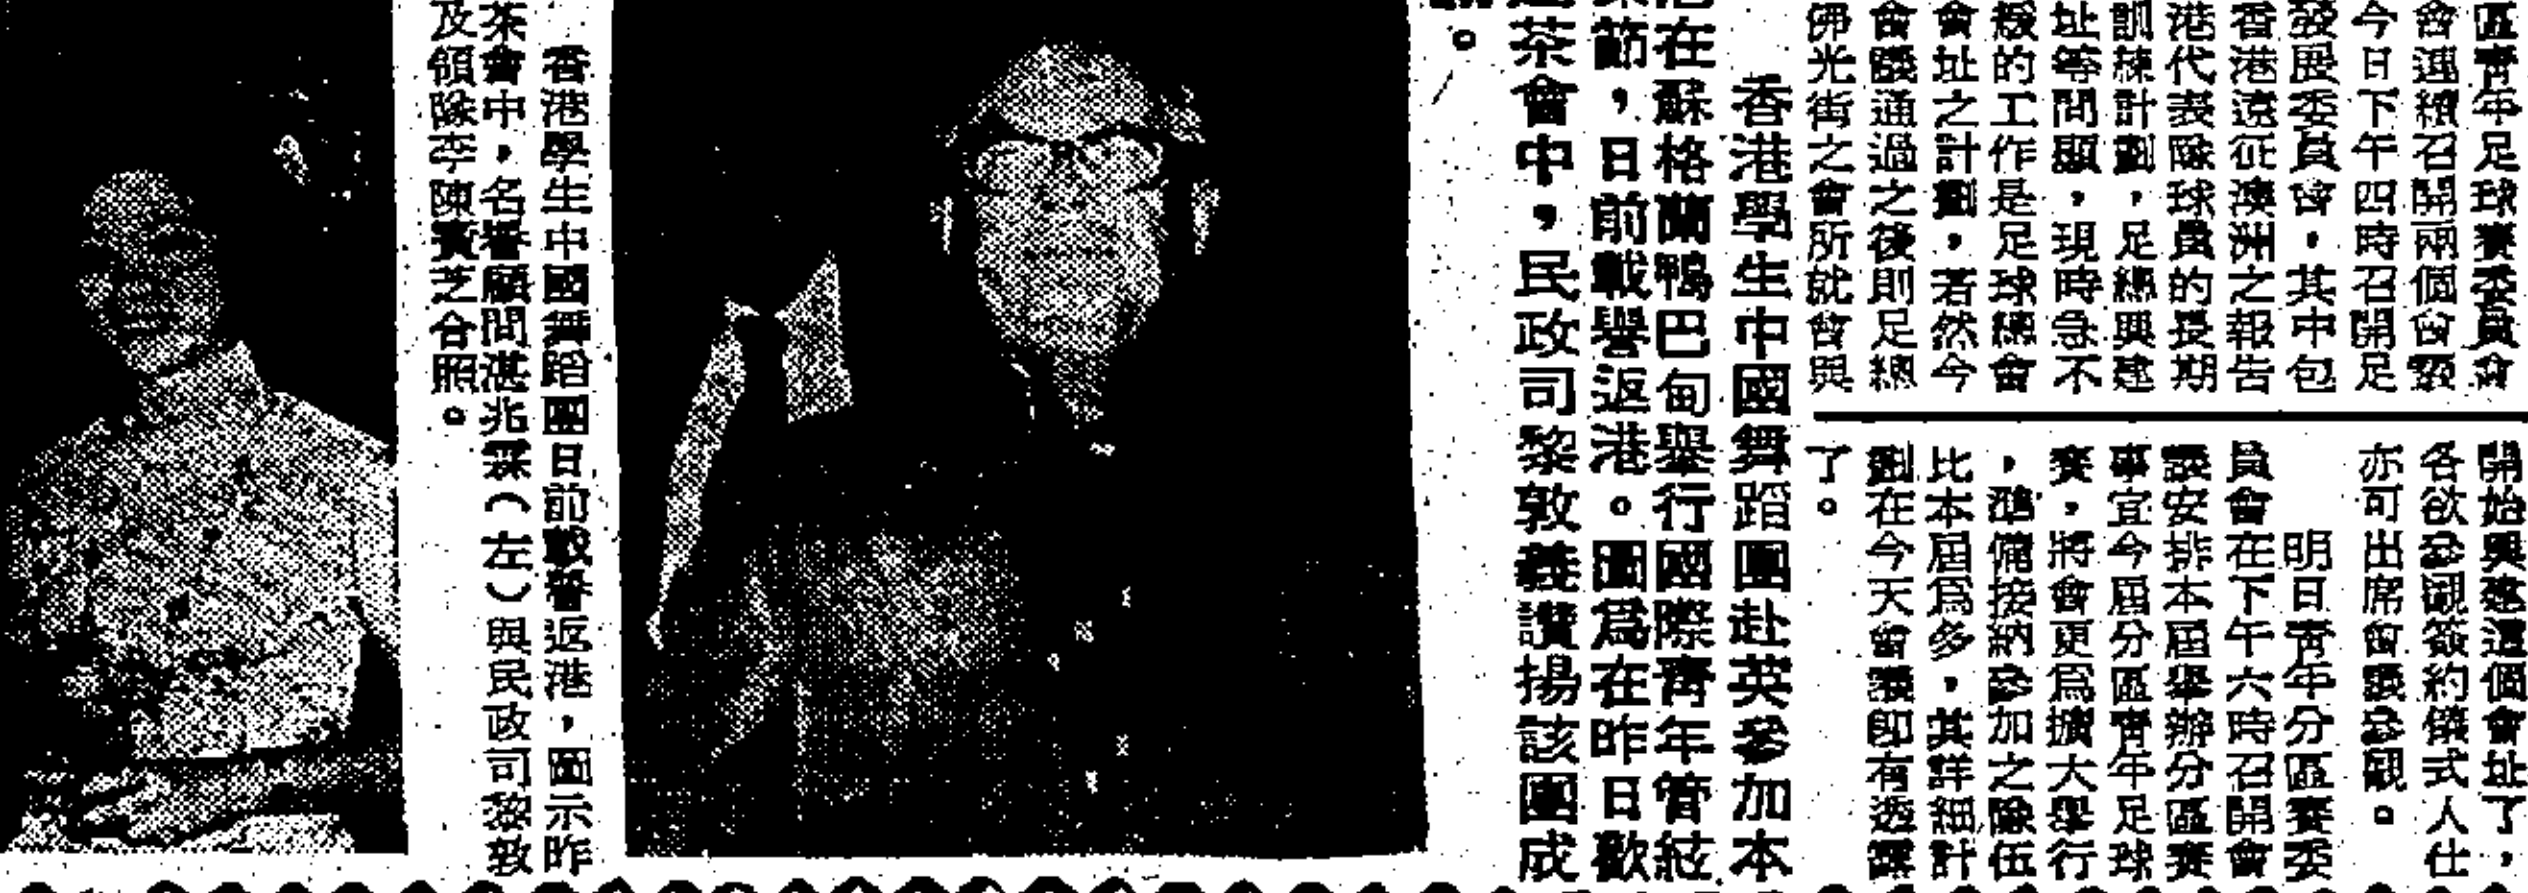 區青年足球賽委員會
會連續召開兩個會議
今日下午四時召開足
發展委員會，其中包
香港遠征澳洲之報告
港代表隊球員的長期
訓練計劃，足總興建
址等問題，現時急不
緩的工作是足球總會
會址之計劃，若然今
會議通過之後則足總
佛光街之會所就會與
開始興建這個會址了，
各欲參觀簽約儀式人仕
亦可出席會議參觀。
明日青年分區賽委
員會在下午六時召開會
議安排本屆舉辦分區賽
事宜今屆分區青年足球
賽，將會更爲擴大舉行
，準備接納參加之隊伍
比本屆爲多，其詳細計
劃在今天會議即有透露
了。
香港學生中國舞蹈團赴英參加本
在蘇格蘭鴨巴甸舉行國際青年管絃
節，日前載譽返港。圖爲在昨日歡
茶會中，民政司黎敦義讚揚該團成
。
香港學生中國舞蹈團日前載譽返港，圖示昨
茶會中，名譽顧問湛兆霖（左）與民政司黎敦
及領隊李陳寶芝合照。